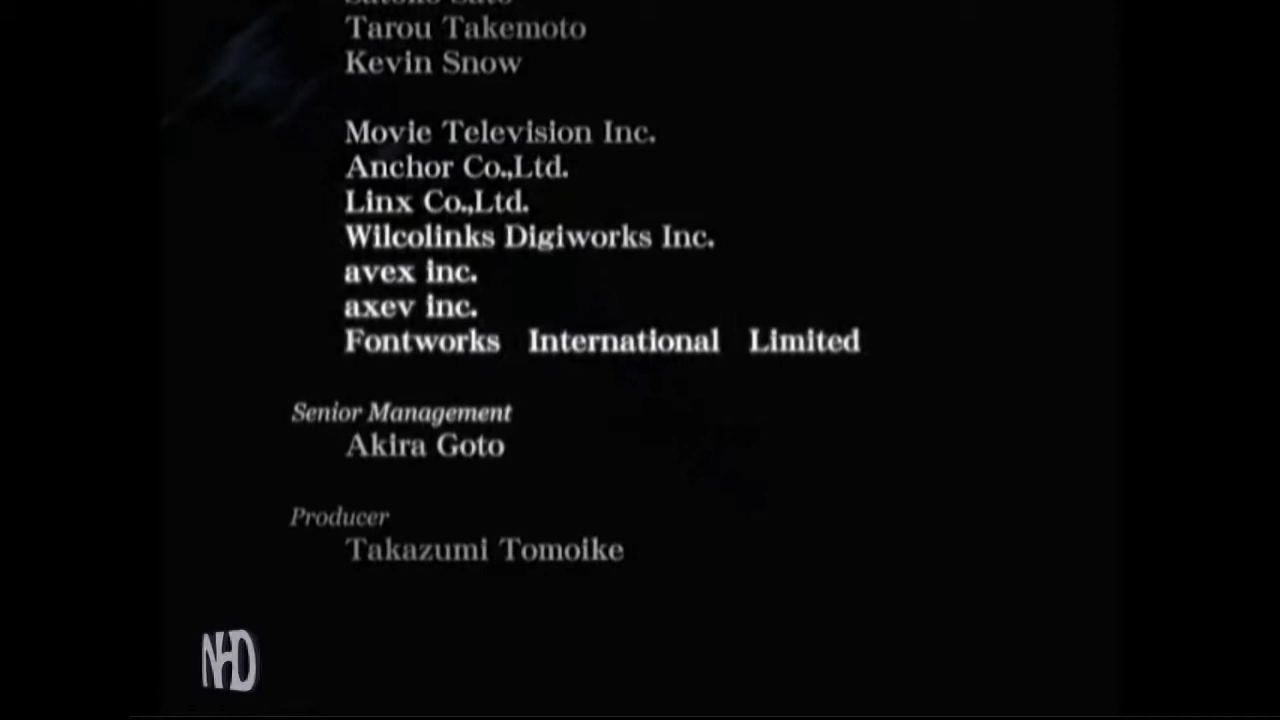 Tarou Takemoto
Kevin Snow
Movie Television Inc.
Anchor Co.,Ltd.
Linx Co.,Ltd.
Wilcolinks Digiworks Inc.
avex inc.
axev inc.
Fontworks International Limited
Senior Management
Akira Goto
Producer
Takazumi Tomoike
NHD